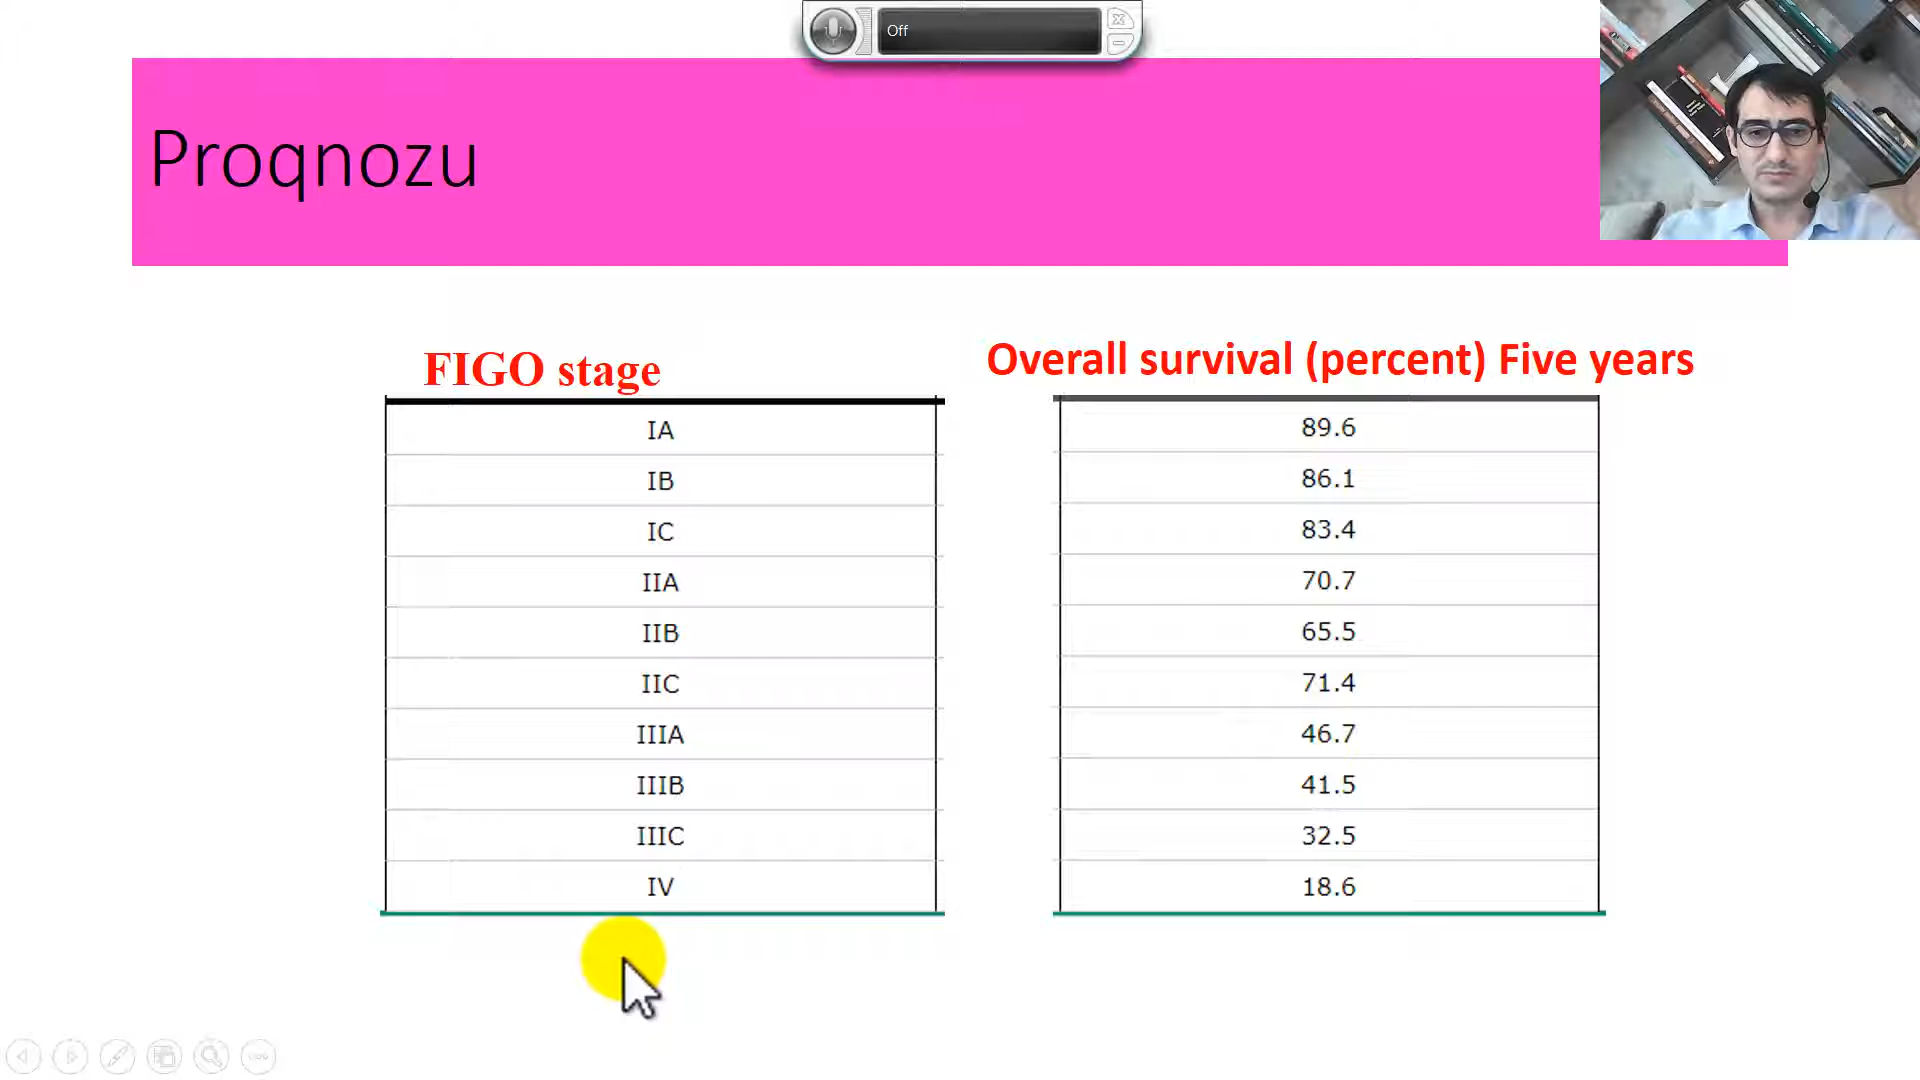 Off
Proqnozu
FIGO stage
Overall survival (percent) Five years
IA 89.6
IB 86.1
IC 83.4
IIA 70.7
IIB 65.5
IIC 71.4
IIIA 46.7
IIIB 41.5
IIIC 32.5
IV 18.6